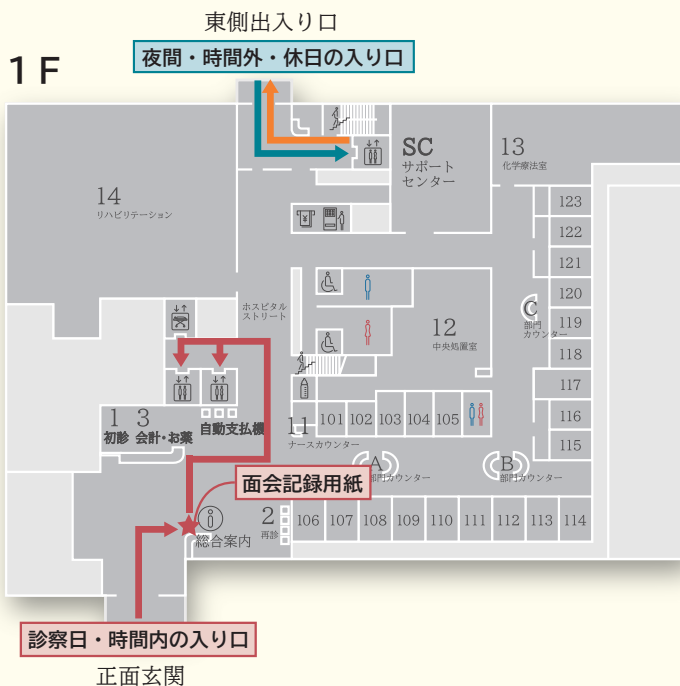 東側出入り口
夜間・時間外・休日の入り口
1F
SC
サポート
センター
13
化学療法室
14
リハビリテーション
123
122
121
120
119
118
117
116
115
C
部門
カウンター
ホスピタル
ストリート
12
中央処置室
1
初診
3
会計・お薬
自動支払機
11
ナースカウンター
101
102
103
104
105
A
部門カウンター
B
部門カウンター
面会記録用紙
総合案内
2
再診
106
107
108
109
110
111
112
113
114
診察日・時間内の入り口
正面玄関